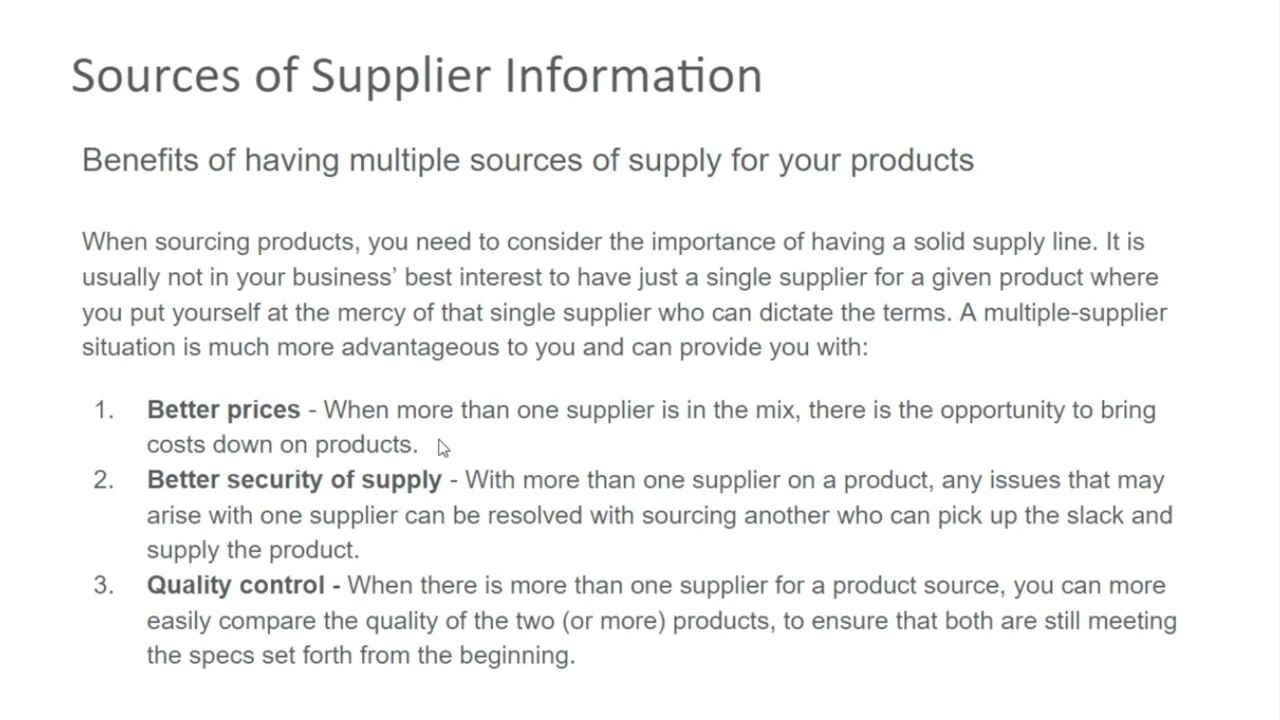 Sources of Supplier Information
Benefits of having multiple sources of supply for your products
When sourcing products, you need to consider the importance of having a solid supply line. It is
usually not in your business’ best interest to have just a single supplier for a given product where
you put yourself at the mercy of that single supplier who can dictate the terms. A multiple-supplier
situation is much more advantageous to you and can provide you with:
1. Better prices - When more than one supplier is in the mix, there is the opportunity to bring
costs down on products.
2. Better security of supply - With more than one supplier on a product, any issues that may
arise with one supplier can be resolved with sourcing another who can pick up the slack and
supply the product.
3. Quality control - When there is more than one supplier for a product source, you can more
easily compare the quality of the two (or more) products, to ensure that both are still meeting
the specs set forth from the beginning.